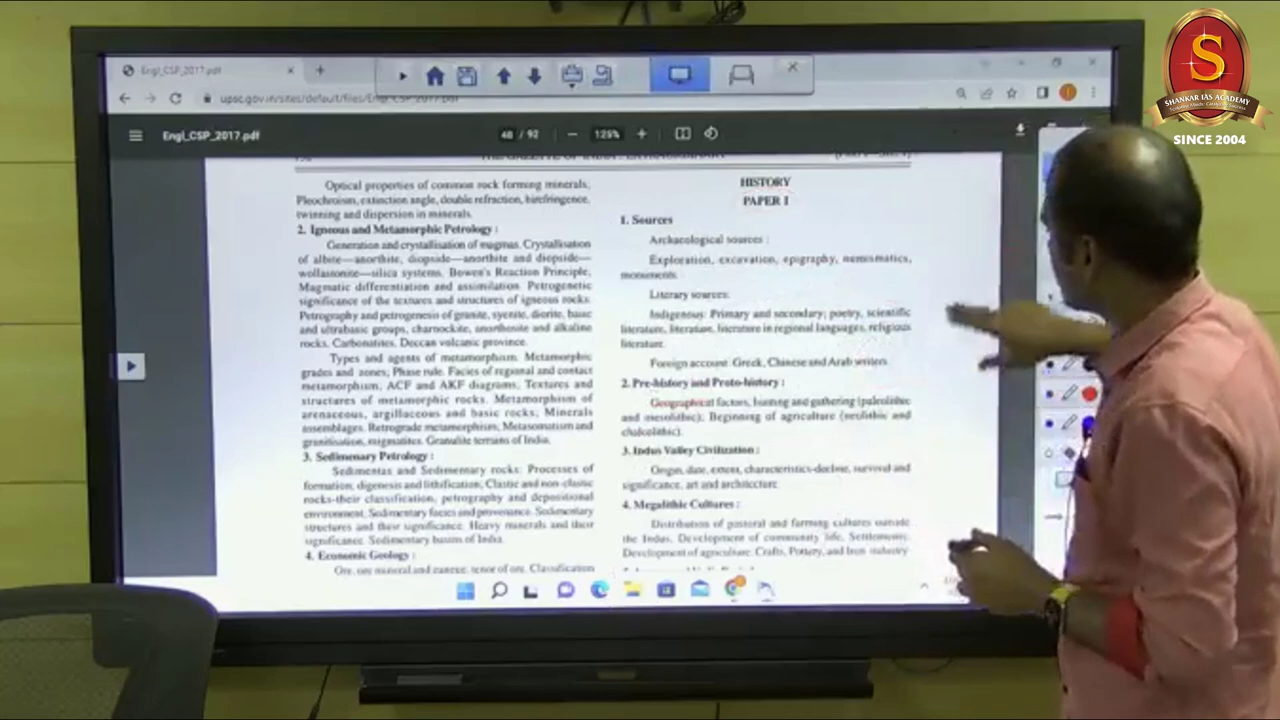 Engl_CSP_2017.pdf
upsc.gov.in/sites/default/files/Engl_CSP_2017.pdf
Engl_CSP_2017.pdf
48 / 92
125%
Optical properties of common rock forming minerals;
Pleochroism, extinction angle, double refraction, birefringence,
twinning and dispersion in minerals.
2. Igneous and Metamorphic Petrology :
Generation and crystallisation of magmas. Crystallisation
of albite—anorthite, diopside—anorthite and diopside—
wollastonite—silica systems. Bowen's Reaction Principle,
Magmatic differentiation and assimilation. Petrogenetic
significance of the textures and structures of igneous rocks.
Petrography and petrogenesis of granite, syenite, diorite, basic
and ultrabasic groups, charnockite, anorthosite and alkaline
rocks. Carbonatites. Deccan volcanic province.
Types and agents of metamorphism. Metamorphic
grades and zones; Phase rule. Facies of regional and contact
metamorphism; ACF and AKF diagrams. Textures and
structures of metamorphic rocks. Metamorphism of
arenaceous, argillaceous and basic rocks; Minerals
assemblages. Retrograde metamorphism; Metasomatism and
granitisation, migmatites. Granulite terrains of India.
3. Sedimenary Petrology :
Sedimentas and Sedimentary rocks: Processes of
formation; digenesis and lithification; Clastic and non-clastic
rocks-their classification, petrography and depositional
environment; Sedimentary facies and provenance. Sedimentary
structures and their significance. Heavy minerals and their
significance. Sedimentary basins of India.
4. Economic Geology :
Ore, ore mineral and gangue, tenor of ore. Classification
HISTORY
PAPER I
1. Sources
Archaeological sources :
Exploration, excavation, epigraphy, numismatics,
monuments.
Literary sources:
Indigenous: Primary and secondary; poetry, scientific
literature, literature, literature in regional languages, religious
literature.
Foreign account: Greek, Chinese and Arab writers.
2. Pre-history and Proto-history :
Geographical factors, hunting and gathering (paleolithic
and mesolithic); Beginning of agriculture (neolithic and
chalcolithic).
3. Indus Valley Civilization :
Origin, date, extent, characteristics-decline, survival and
significance, art and architecture.
4. Megalithic Cultures :
Distribution of pastoral and farming cultures outside
the Indus, Development of community life, Settlements,
Development of agriculture, Crafts, Pottery, and Iron industry.
S
SHANKAR IAS ACADEMY
SINCE 2004